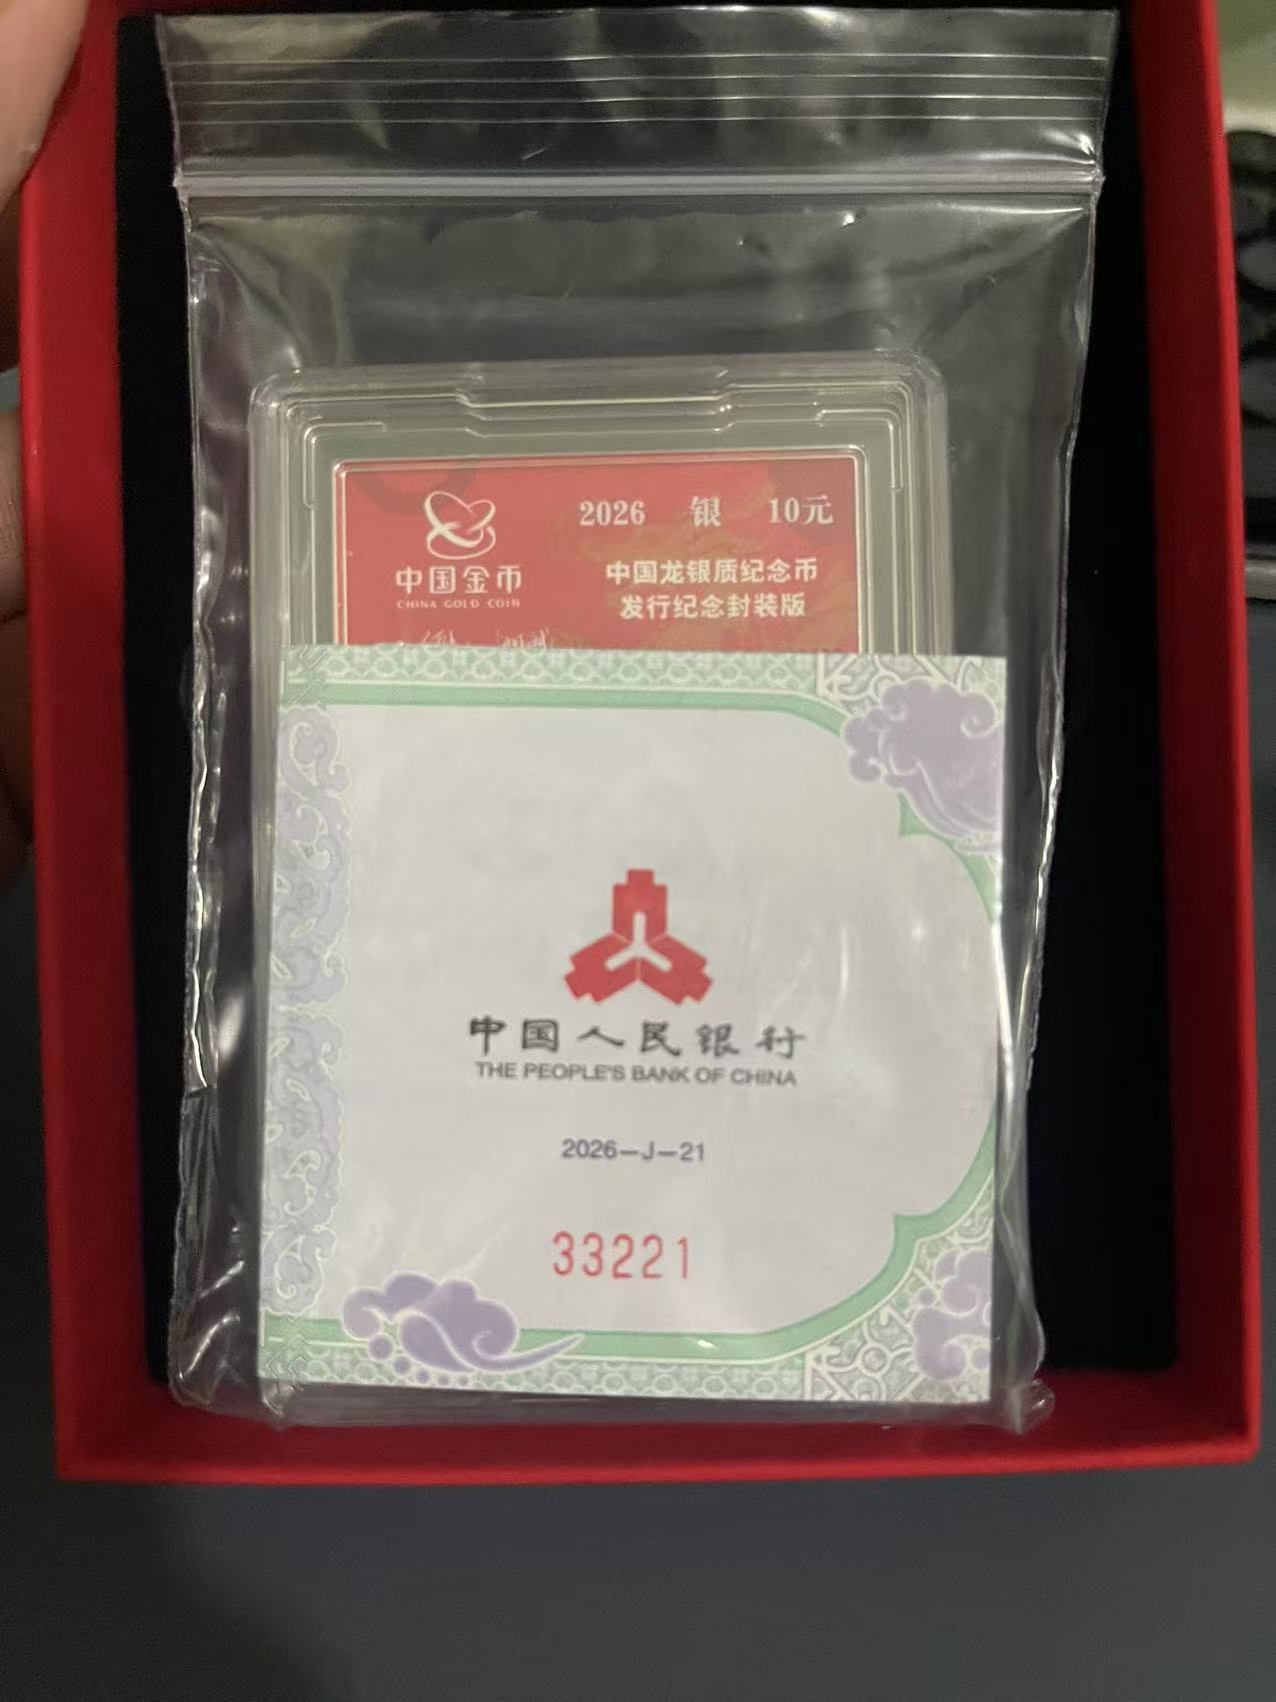 中国金币
CHINA GOLD COIN
2026 银 10元
中国龙银质纪念币
发行纪念封装版
中国人民银行
THE PEOPLE'S BANK OF CHINA
2026-J-21
33221